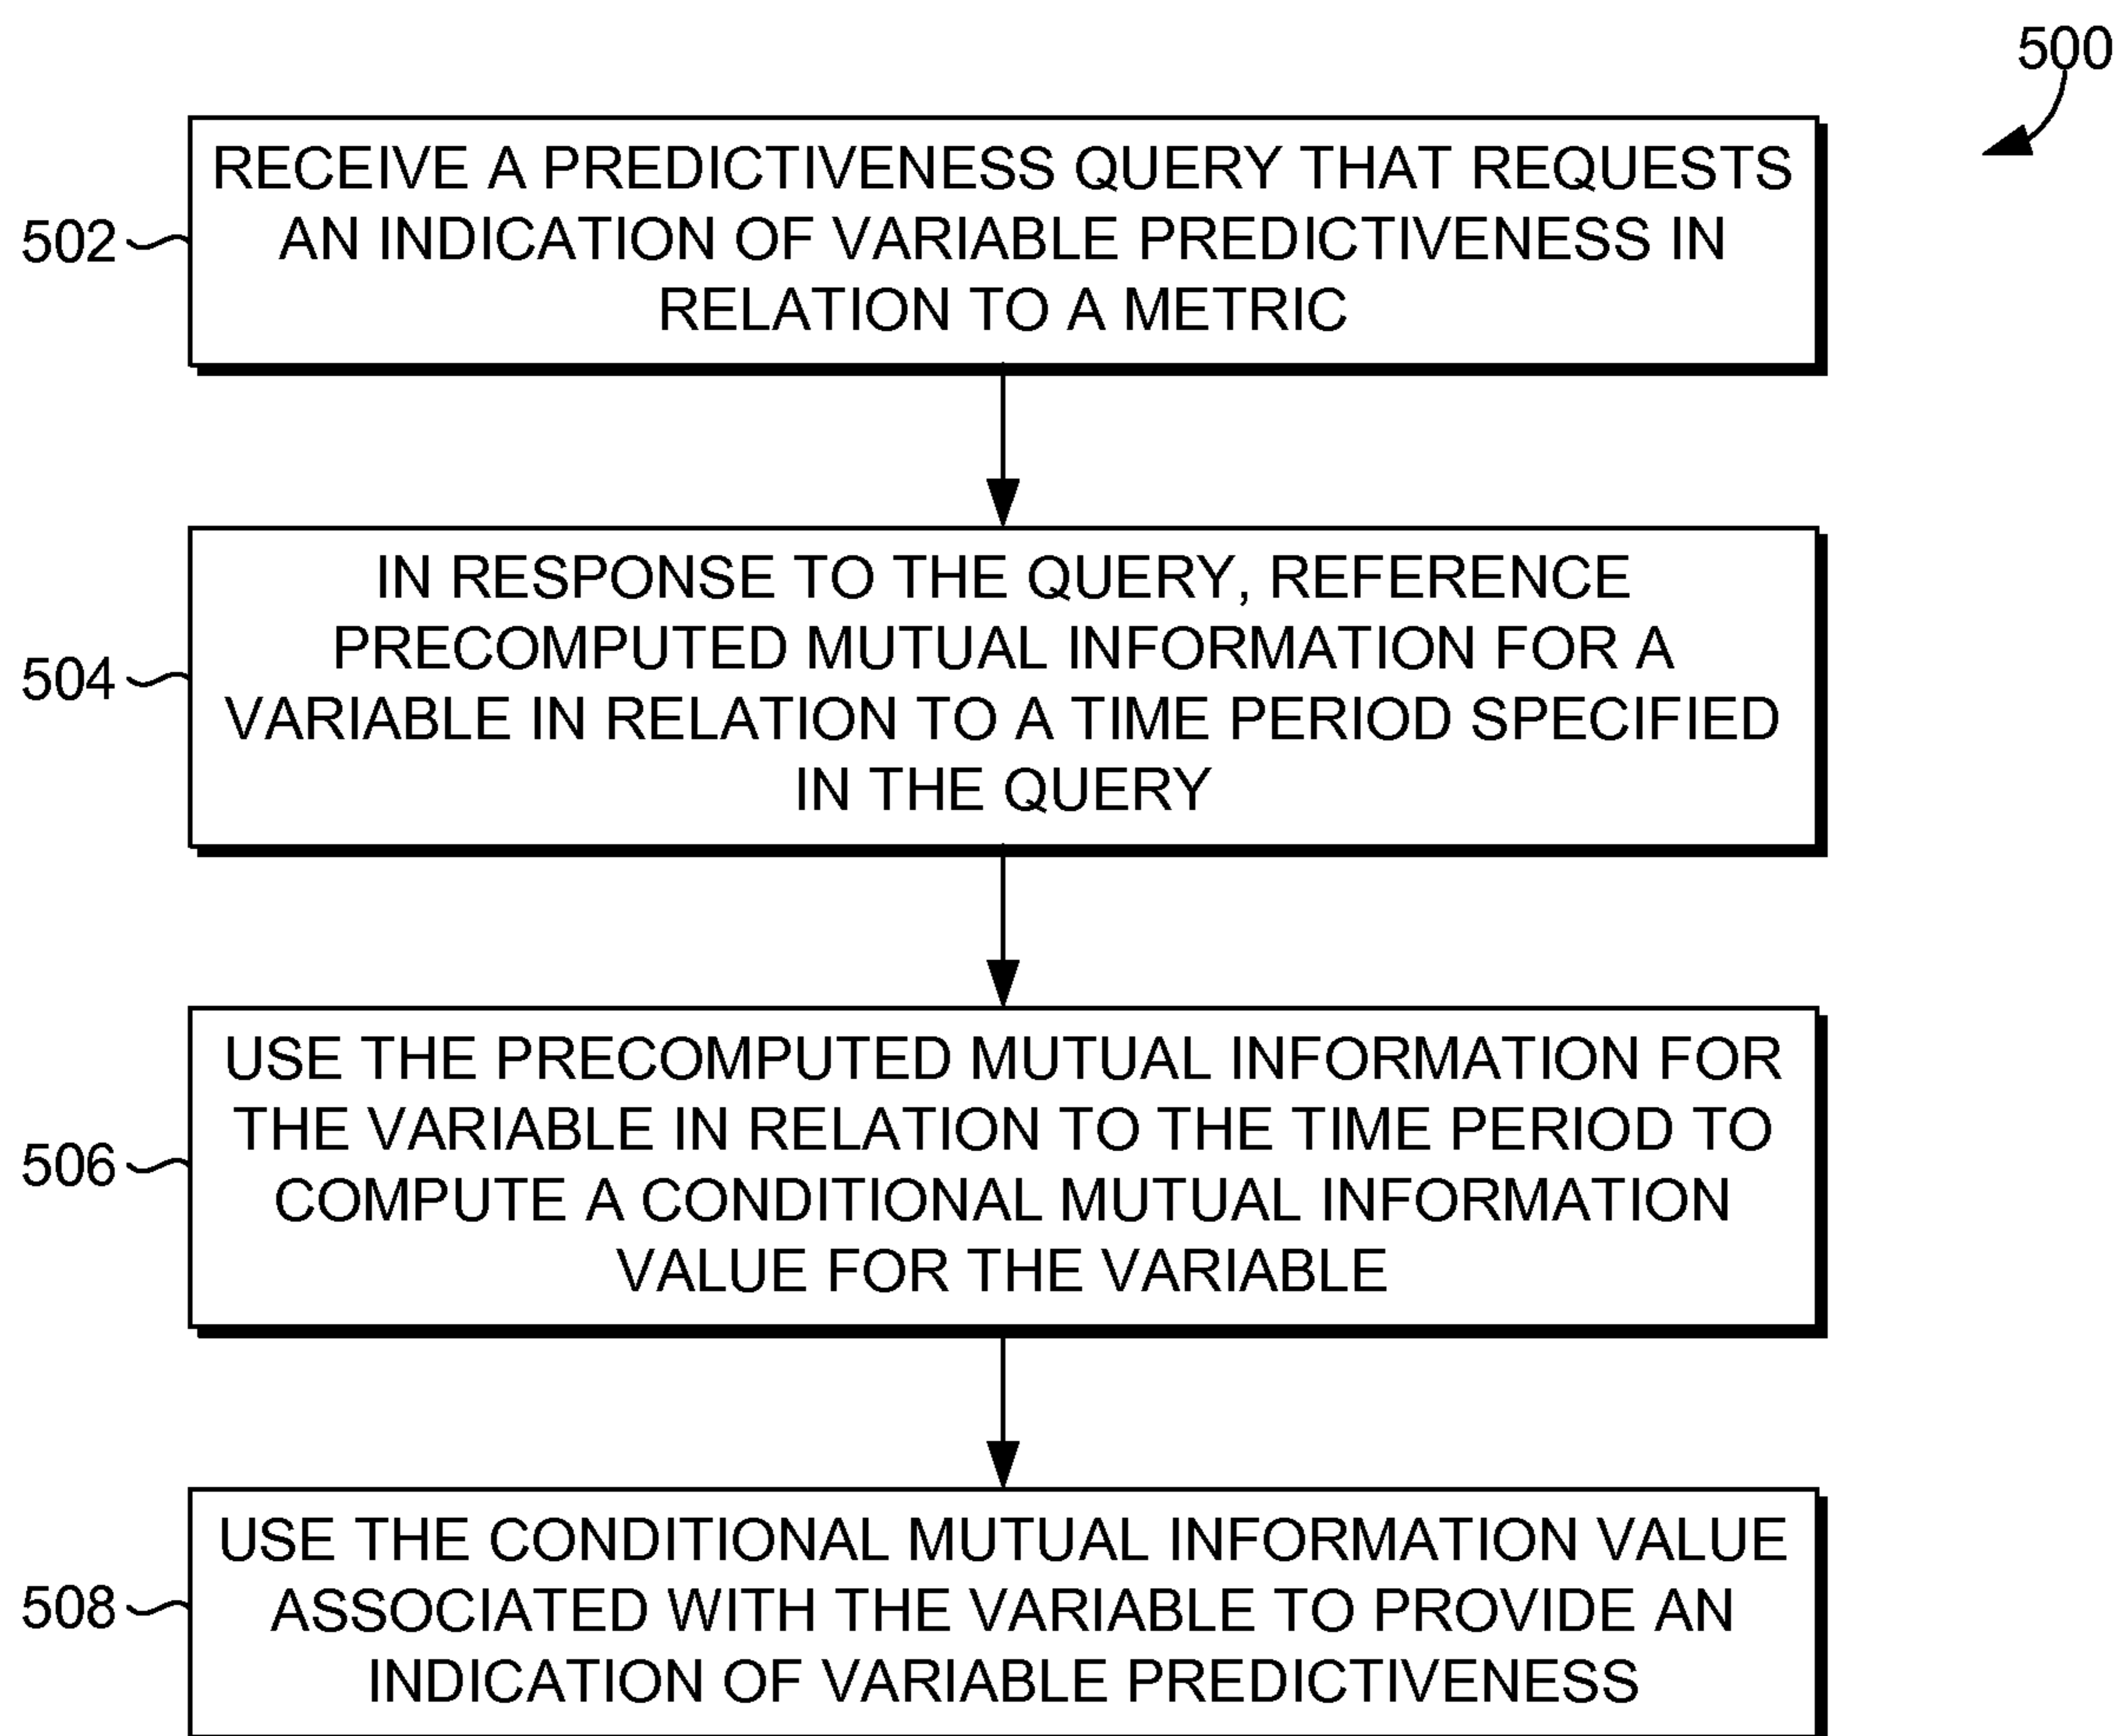 500
RECEIVE A PREDICTIVENESS QUERY THAT REQUESTS
AN INDICATION OF VARIABLE PREDICTIVENESS IN
RELATION TO A METRIC
502
IN RESPONSE TO THE QUERY, REFERENCE
PRECOMPUTED MUTUAL INFORMATION FOR A
VARIABLE IN RELATION TO A TIME PERIOD SPECIFIED
IN THE QUERY
504
USE THE PRECOMPUTED MUTUAL INFORMATION FOR
THE VARIABLE IN RELATION TO THE TIME PERIOD TO
COMPUTE A CONDITIONAL MUTUAL INFORMATION
VALUE FOR THE VARIABLE
506
USE THE CONDITIONAL MUTUAL INFORMATION VALUE
ASSOCIATED WITH THE VARIABLE TO PROVIDE AN
INDICATION OF VARIABLE PREDICTIVENESS
508